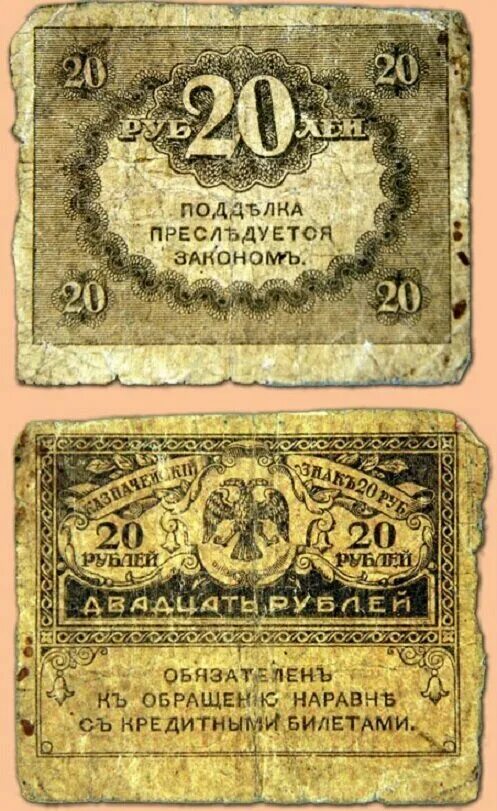 20 20
РУБ 20 ЛЕЙ
ПОДДѢЛКА
ПРЕСЛѢДУЕТСЯ
ЗАКОНОМЪ.
20 20
КАЗНАЧЕЙСКІЙ ЗНАКЪ 20 РУБ.
20 20
РУБЛЕЙ РУБЛЕЙ
ДВАДЦАТЬ РУБЛЕЙ
ОБЯЗАТЕЛЕНЪ
КЪ ОБРАЩЕНІЮ НАРАВНѢ
СЪ КРЕДИТНЫМИ БИЛЕТАМИ.